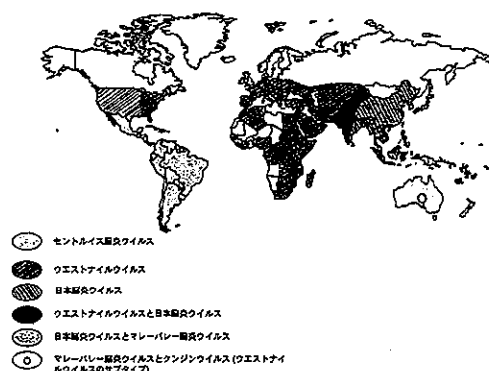 セントルイス脳炎ウイルス
ウエストナイルウイルス
日本脳炎ウイルス
ウエストナイルウイルスと日本脳炎ウイルス
日本脳炎ウイルスとマレーバレー脳炎ウイルス
マレーバレー脳炎ウイルスとクンジンウイルス(ウエストナイ
ルウイルスのサブタイプ)